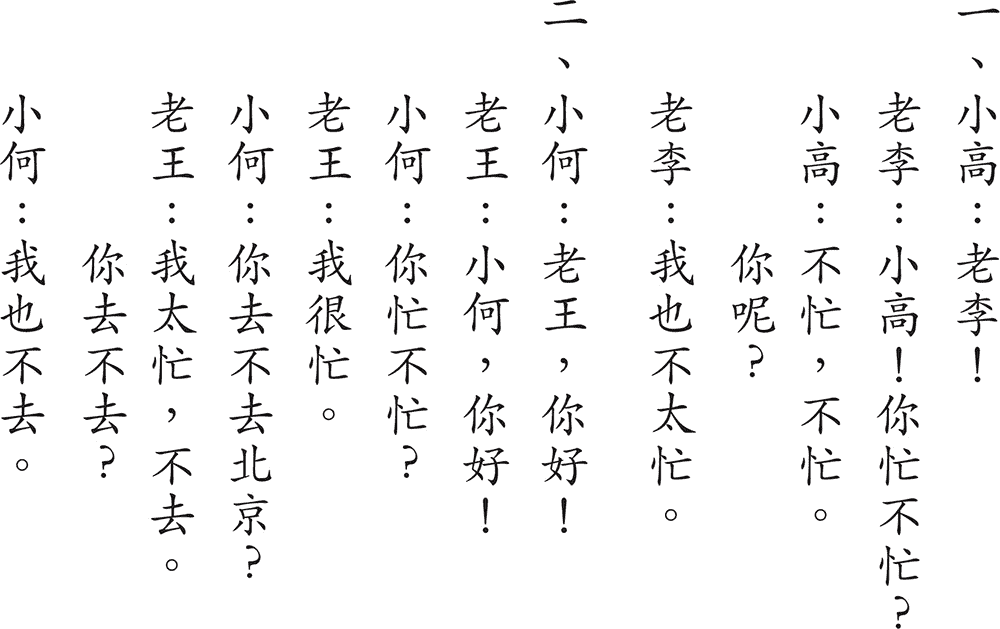 一、小高：老李！
老李：小高！你忙不忙？
小高：不忙，不忙。
你呢？
老李：我也不太忙。
二、小何：老王，你好！
老王：小何，你好！
小何：你忙不忙？
老王：我很忙。
小何：你去不去北京？
老王：我太忙，不去。
你去不去？
小何：我也不去。